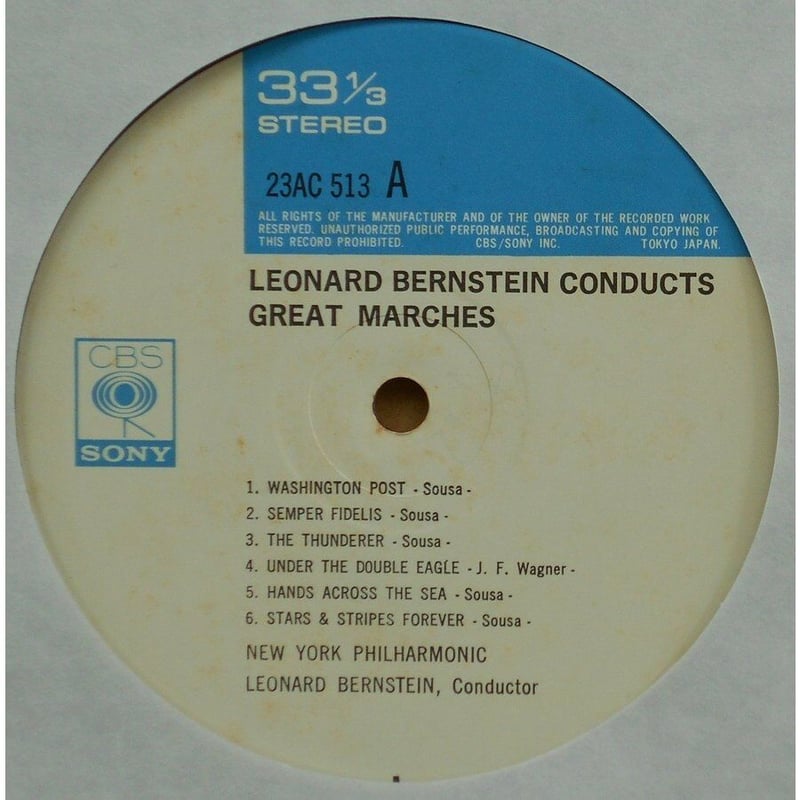 33 1/3
STEREO
23AC 513 A
ALL RIGHTS OF THE MANUFACTURER AND OF THE OWNER OF THE RECORDED WORK
RESERVED. UNAUTHORIZED PUBLIC PERFORMANCE, BROADCASTING AND COPYING OF
THIS RECORD PROHIBITED. CBS/SONY INC. TOKYO JAPAN.
LEONARD BERNSTEIN CONDUCTS
GREAT MARCHES
CBS
SONY
1. WASHINGTON POST - Sousa -
2. SEMPER FIDELIS - Sousa -
3. THE THUNDERER - Sousa -
4. UNDER THE DOUBLE EAGLE - J. F. Wagner -
5. HANDS ACROSS THE SEA - Sousa -
6. STARS & STRIPES FOREVER - Sousa -
NEW YORK PHILHARMONIC
LEONARD BERNSTEIN, Conductor